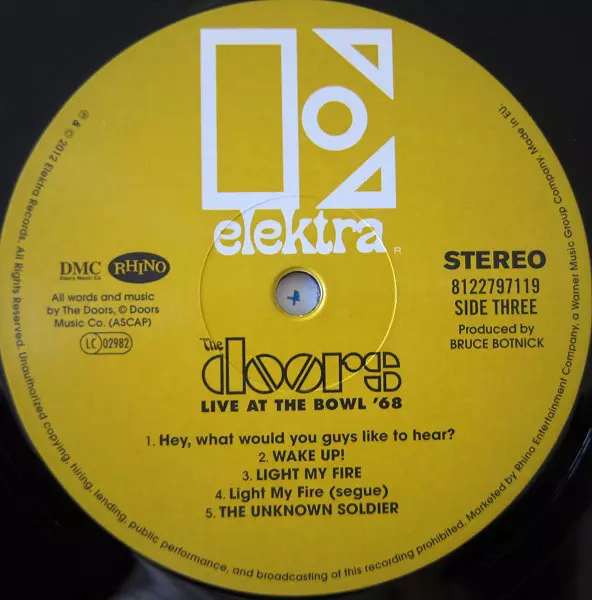 elektra
R
DMC
Doors Music Co.
RHINO
All words and music
by The Doors, © Doors
Music Co. (ASCAP)
LC 02982
STEREO
8122797119
SIDE THREE
Produced by
BRUCE BOTNICK
The
doors
LIVE AT THE BOWL '68
1. Hey, what would you guys like to hear?
2. WAKE UP!
3. LIGHT MY FIRE
4. Light My Fire (segue)
5. THE UNKNOWN SOLDIER
℗ & © 2012 Elektra Records. All Rights Reserved. Unauthorized copying, hiring, lending, public performance, and broadcasting of this recording prohibited. Marketed by Rhino Entertainment Company, a Warner Music Group Company. Made in EU.